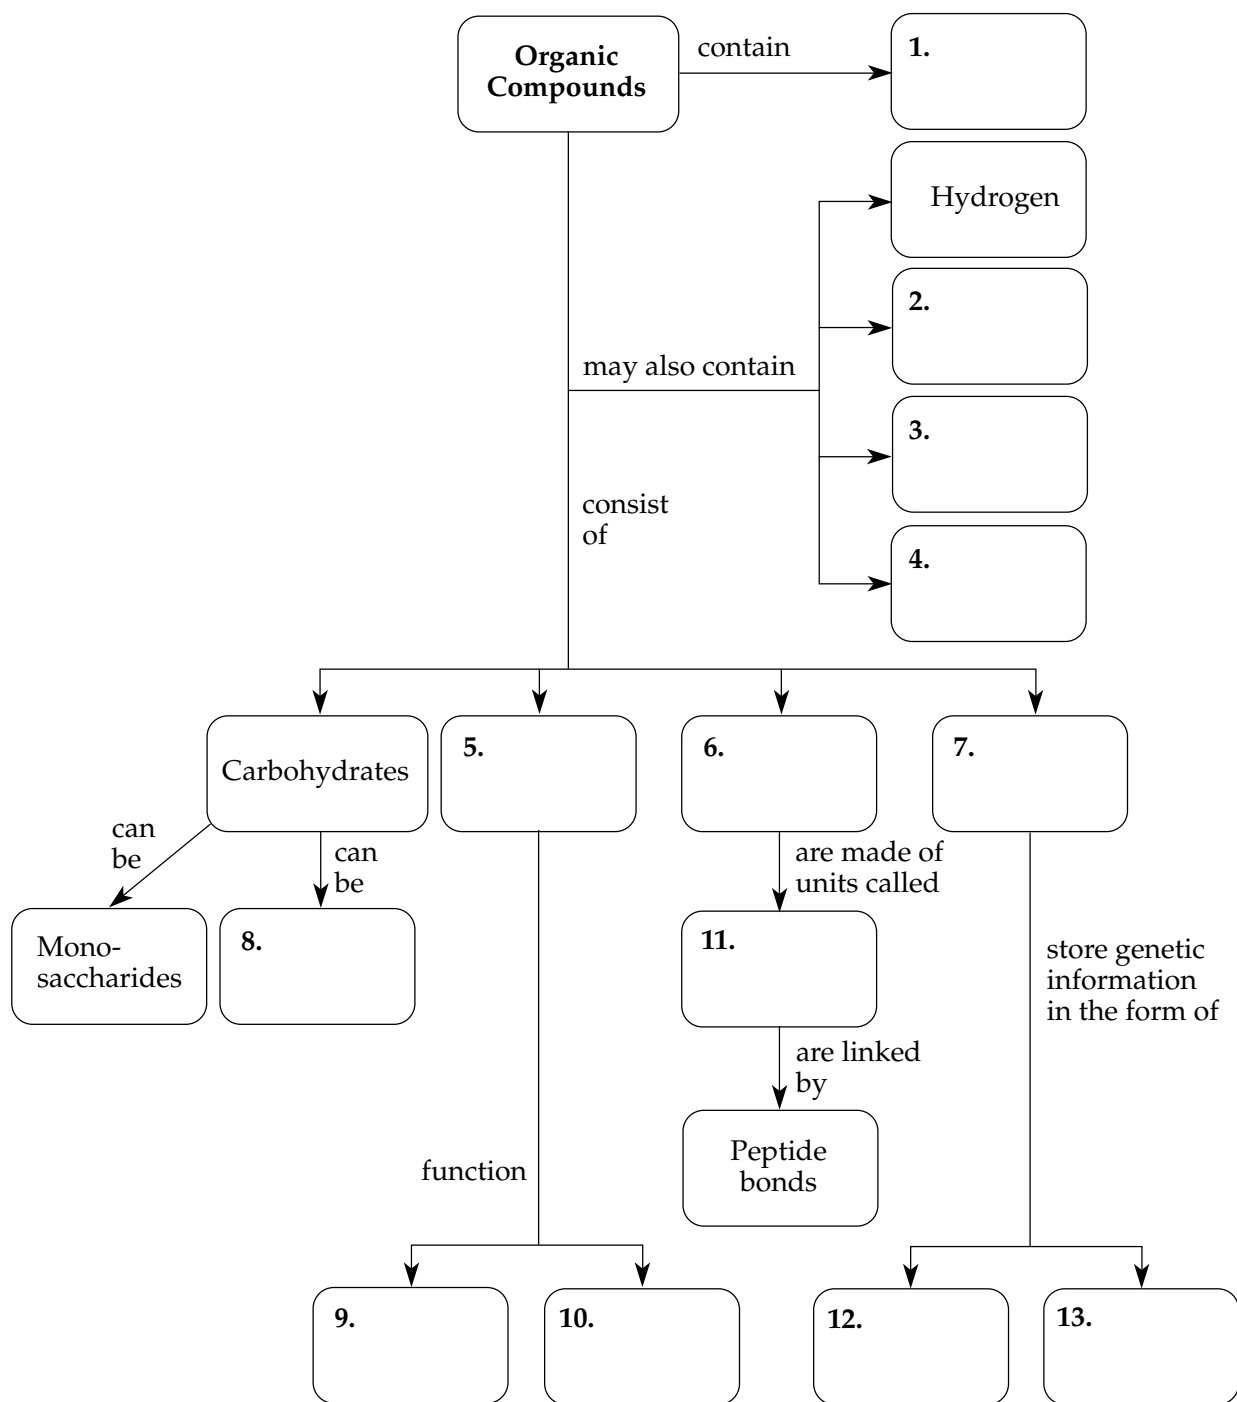 Organic
Compounds
contain
1.
Hydrogen
2.
may also contain
3.
consist
of
4.
Carbohydrates
5.
6.
7.
can
be
can
be
are made of
units called
Mono-
saccharides
8.
11.
store genetic
information
in the form of
are linked
by
Peptide
bonds
function
9.
10.
12.
13.